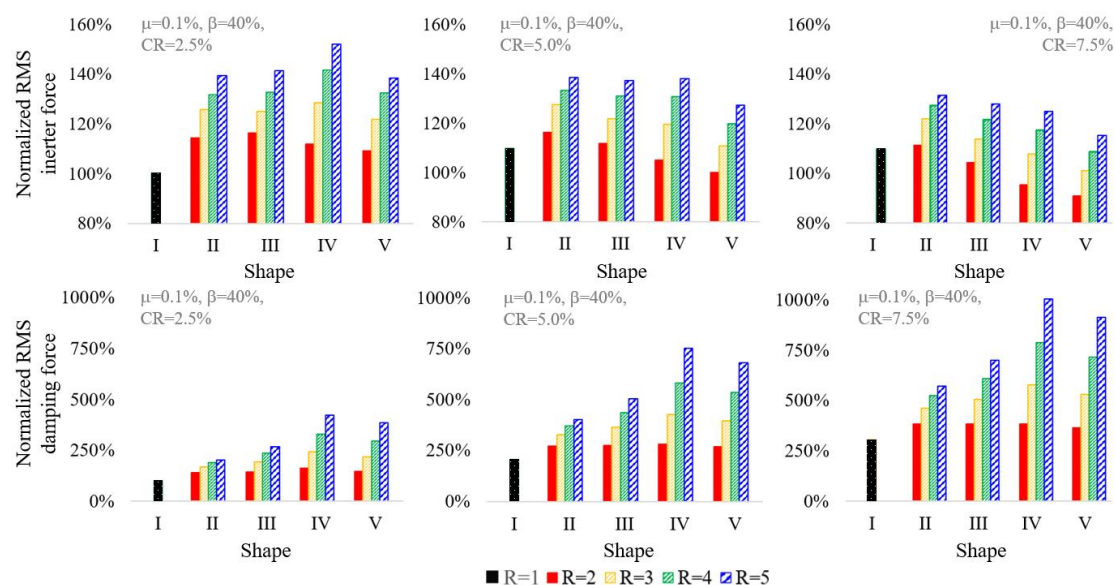 Normalized RMS
inerter force
160%
140%
120%
100%
80%
μ=0.1%, β=40%,
CR=2.5%
I II III IV V
Shape
160%
140%
120%
100%
80%
μ=0.1%, β=40%,
CR=5.0%
I II III IV V
Shape
160%
140%
120%
100%
80%
μ=0.1%, β=40%,
CR=7.5%
I II III IV V
Shape
Normalized RMS
damping force
1000%
750%
500%
250%
0%
μ=0.1%, β=40%,
CR=2.5%
I II III IV V
Shape
1000%
750%
500%
250%
0%
μ=0.1%, β=40%,
CR=5.0%
I II III IV V
Shape
1000%
750%
500%
250%
0%
μ=0.1%, β=40%,
CR=7.5%
I II III IV V
Shape
R=1 R=2 R=3 R=4 R=5